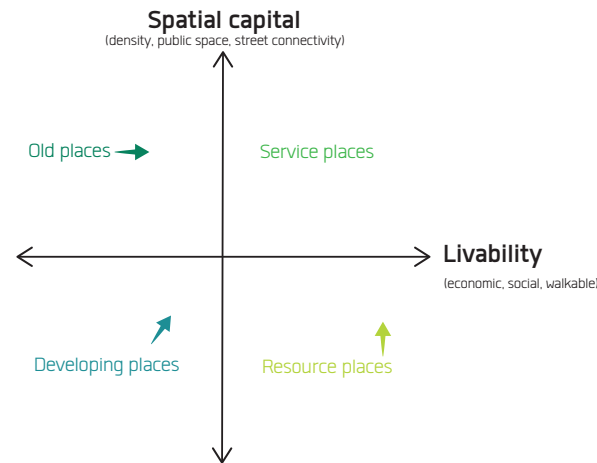 Spatial capital
(density, public space, street connectivity)
Old places
Service places
Livability
(economic, social, walkable)
Developing places
Resource places